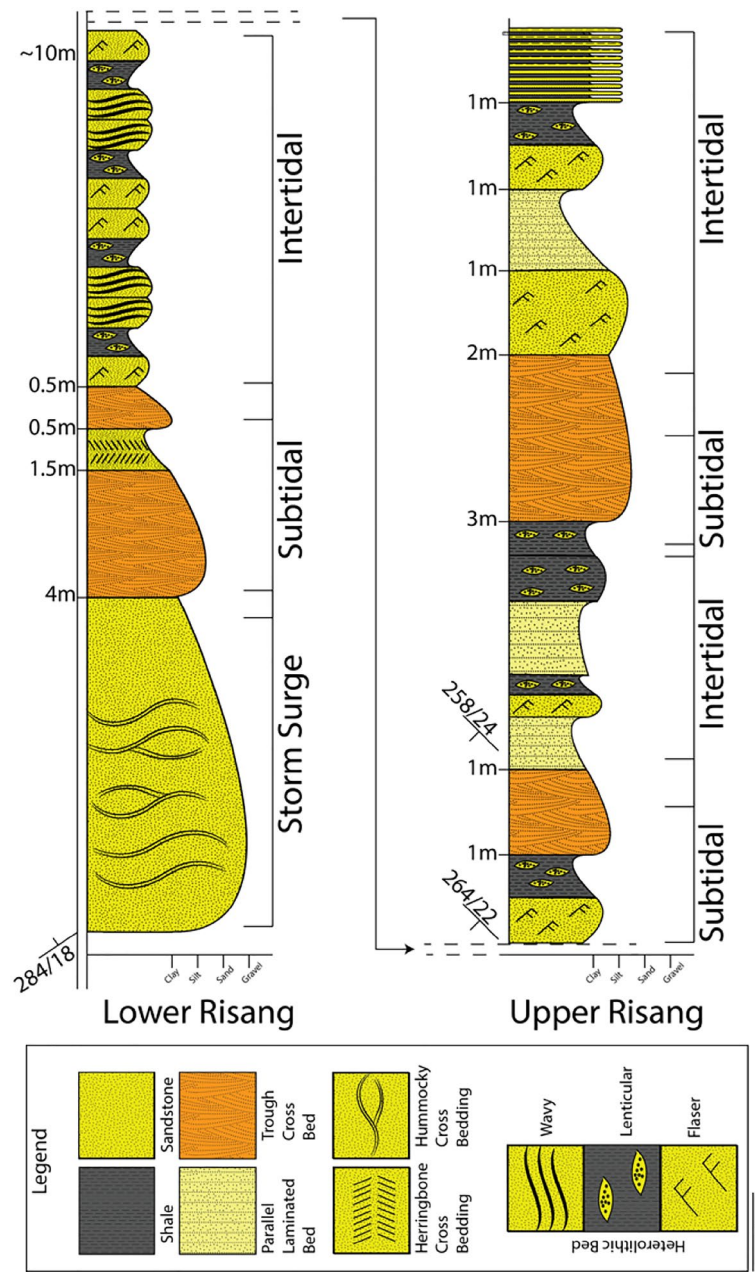 ~10m
0.5m
0.5m
1.5m
4m
284/18
Intertidal
Subtidal
Storm Surge
Clay
Silt
Sand
Gravel
Lower Risang
1m
1m
1m
2m
3m
258/24
1m
1m
264/22
Intertidal
Subtidal
Intertidal
Subtidal
Clay
Silt
Sand
Gravel
Upper Risang
Legend
Sandstone
Shale
Trough
Cross
Bed
Parallel
Laminated
Bed
Hummocky
Cross
Bedding
Herringbone
Cross
Bedding
Wavy
Lenticular
Flaser
Heterolithic Bed